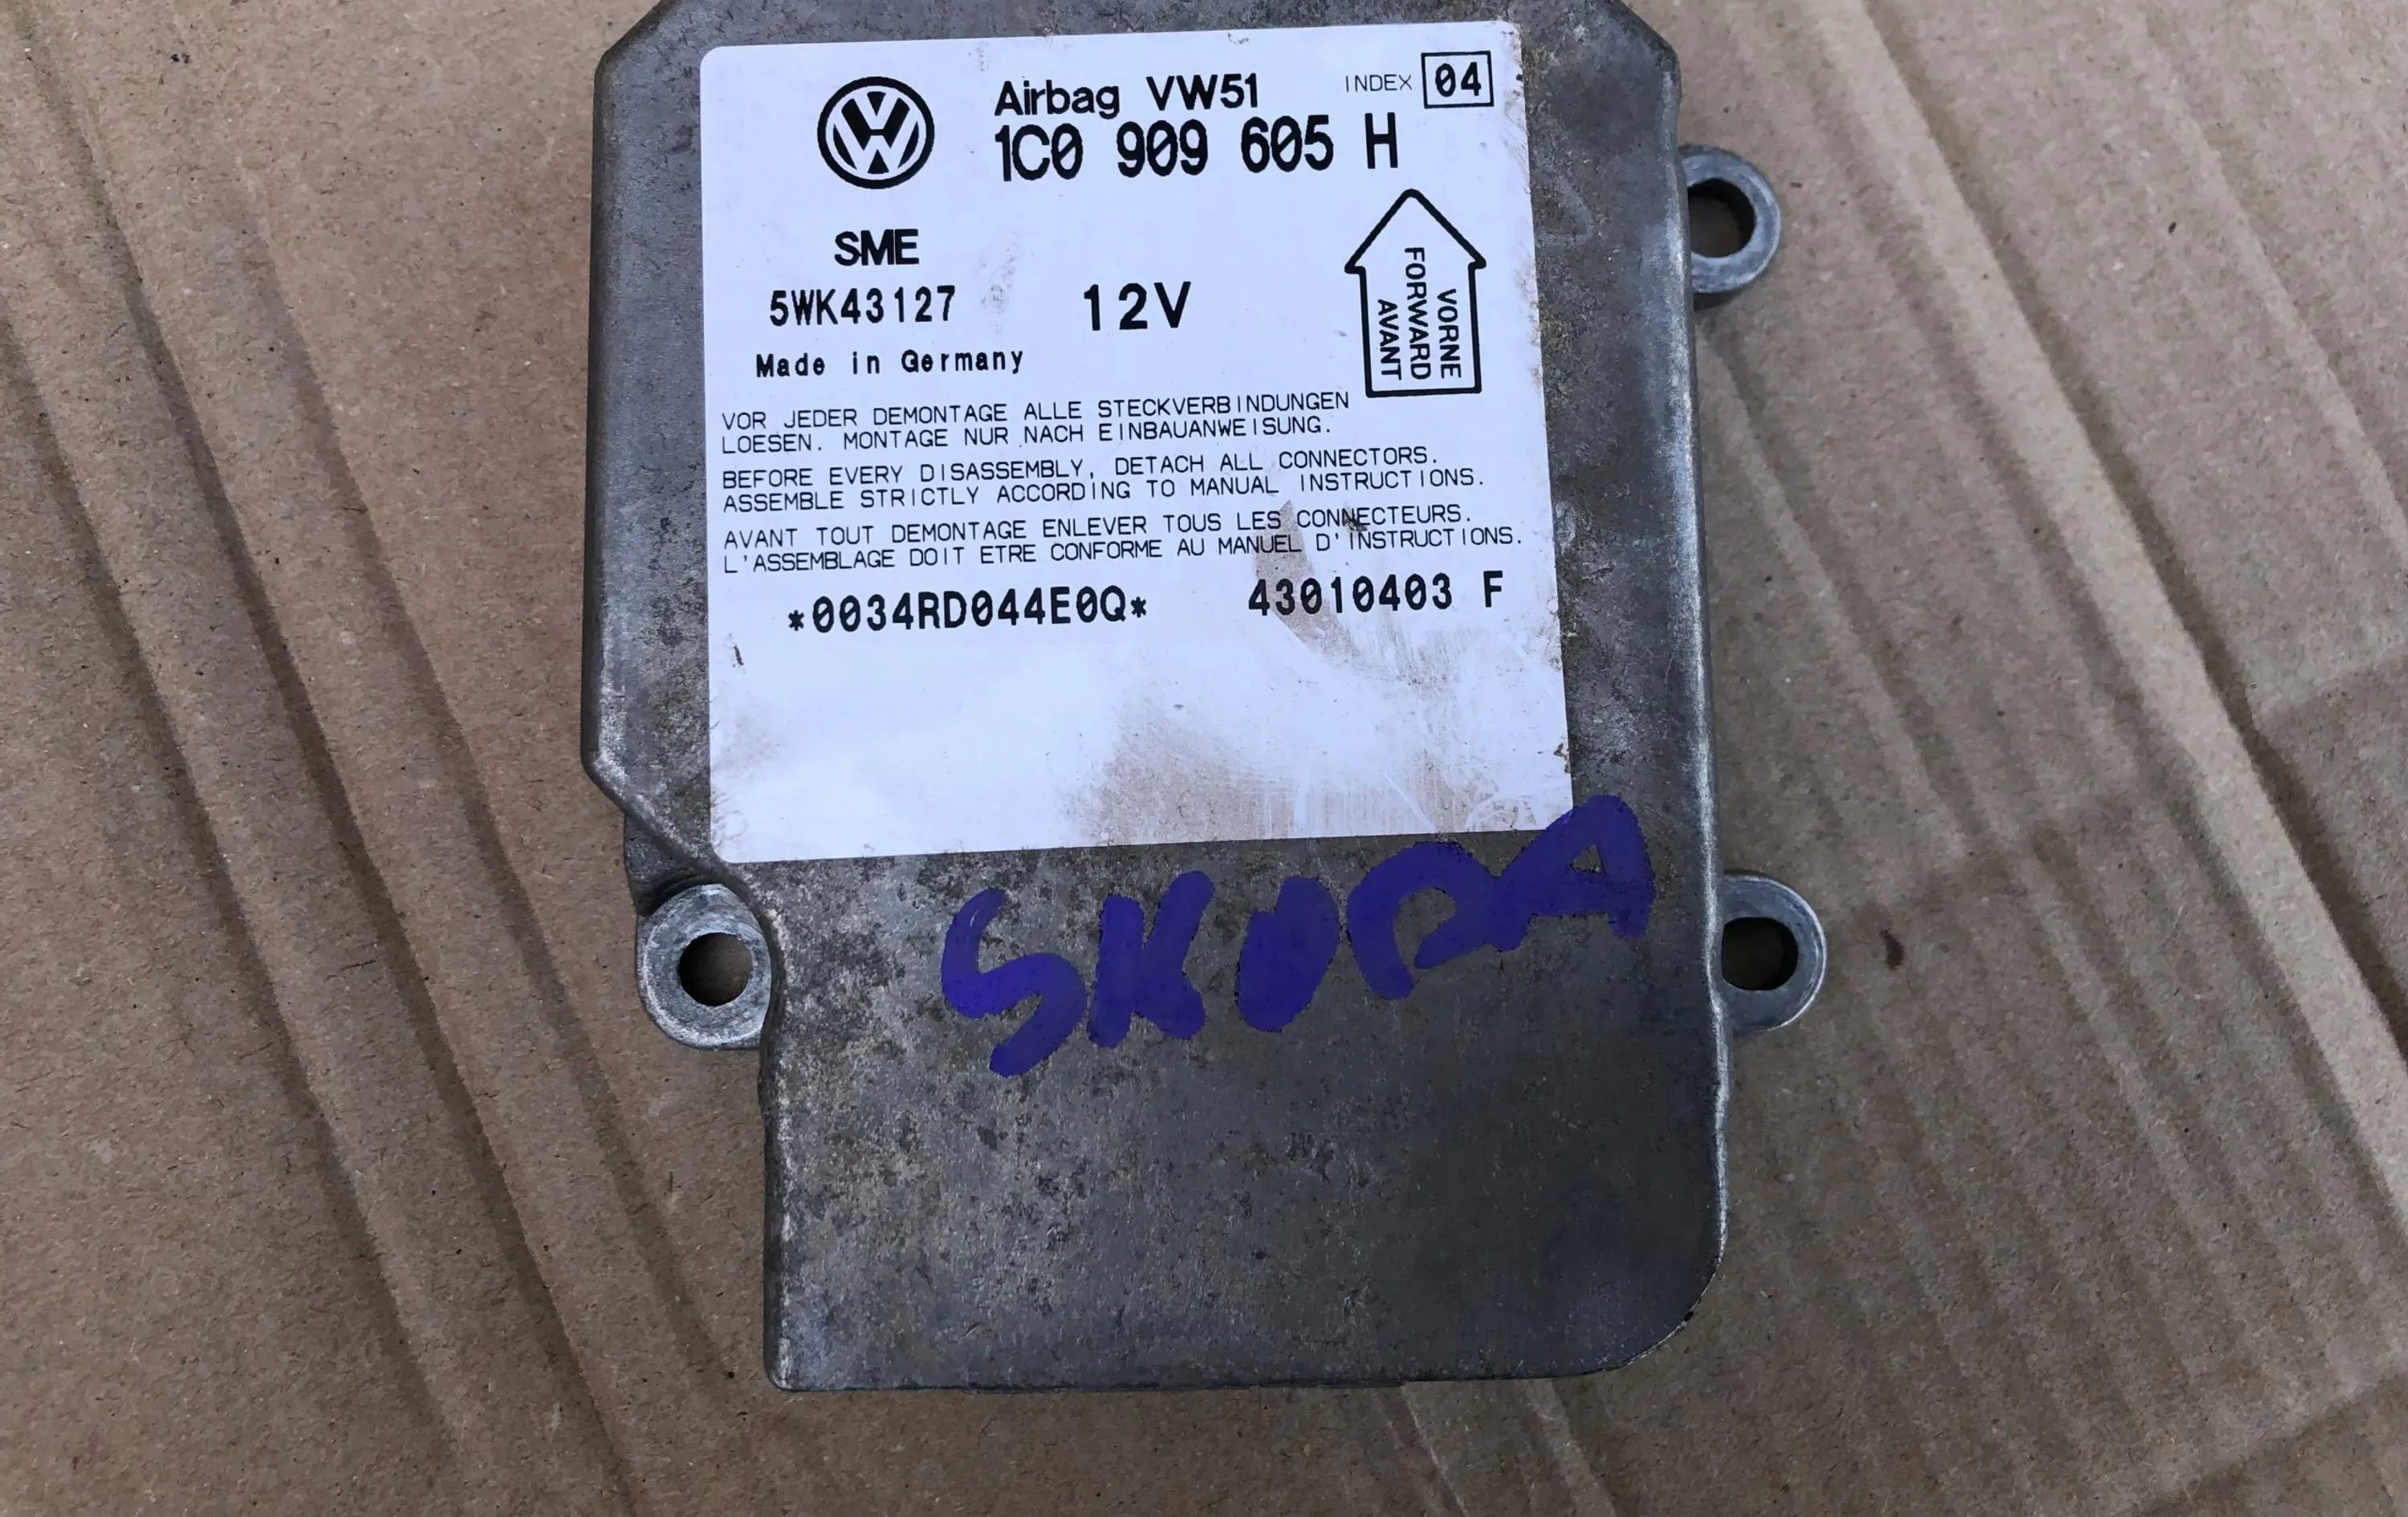 Airbag VW51 INDEX 04
1C0 909 605 H
SME
5WK43127 12V
Made in Germany
VORNE
FORWARD
AVANT
VOR JEDER DEMONTAGE ALLE STECKVERBINDUNGEN
LOESEN. MONTAGE NUR NACH EINBAUANWEISUNG.
BEFORE EVERY DISASSEMBLY, DETACH ALL CONNECTORS.
ASSEMBLE STRICTLY ACCORDING TO MANUAL INSTRUCTIONS.
AVANT TOUT DEMONTAGE ENLEVER TOUS LES CONNECTEURS.
L'ASSEMBLAGE DOIT ETRE CONFORME AU MANUEL D'INSTRUCTIONS.
*0034RD044E0Q* 43010403 F
SKODA